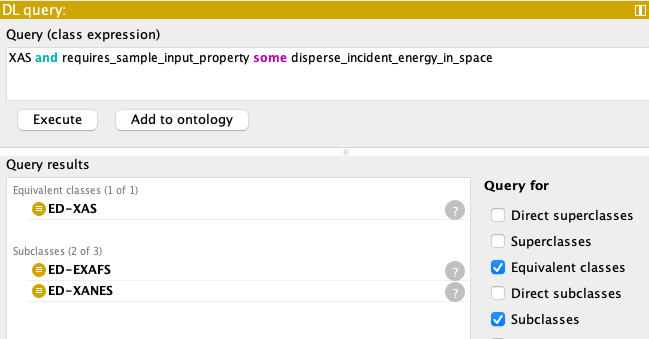 DL query:
Query (class expression)
XAS and requires_sample_input_property some disperse_incident_energy_in_space
Execute
Add to ontology
Query results
Equivalent classes (1 of 1)
ED-XAS
?
Subclasses (2 of 3)
ED-EXAFS
?
ED-XANES
?
Query for
Direct superclasses
Superclasses
Equivalent classes
Direct subclasses
Subclasses